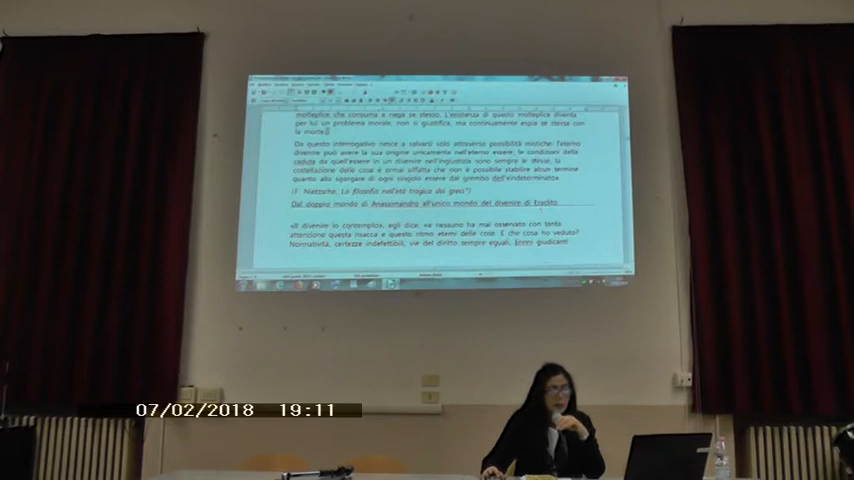 molteplice che consuma e nega se stesso. L'esistenza di questo molteplice diventa
per lui un problema morale, non si giustifica, ma continuamente espia se stessa con
la morte.
Da questo interrogativo riesce a salvarsi solo attraverso possibilità mistiche: l'eterno
divenire può avere la sua origine unicamente nell'eterno essere, le condizioni della
caduta da quell'essere in un divenire nell'ingiustizia sono sempre le stesse, la
costellazione delle cose è ormai siffatta che non è possibile stabilire alcun termine
quanto allo sgorgare di ogni singolo essere dal grembo dell'«indeterminato»
Nietzsche, La filosofia nell'età tragica dei greci")
Dal doppio mondo di Anassimandro all'unico mondo del divenire di Eraclito
«Il divenire io contemplo», egli dice, «e nessuno ha mai osservato con tanta
attenzione questa risacca e questo ritmo eterni delle cose. E che cosa ho veduto?
Normatività, certezze indefettibili, vie del diritto sempre eguali, Erinni giudicanti
07/02/2018 19:11